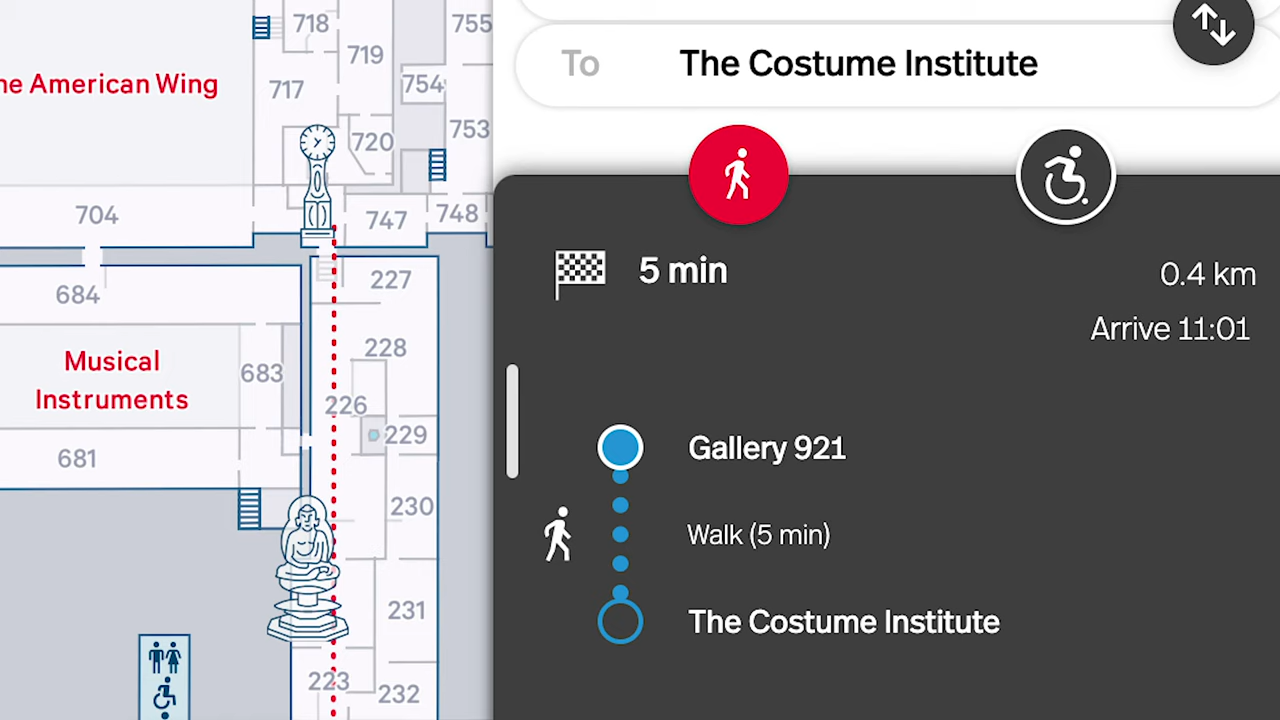 718
755
719
he American Wing
717
754
720
753
704
747
748
227
684
228
Musical
Instruments
683
226
229
681
230
231
223
232
To
The Costume Institute
5 min
0.4 km
Arrive 11:01
Gallery 921
Walk (5 min)
The Costume Institute